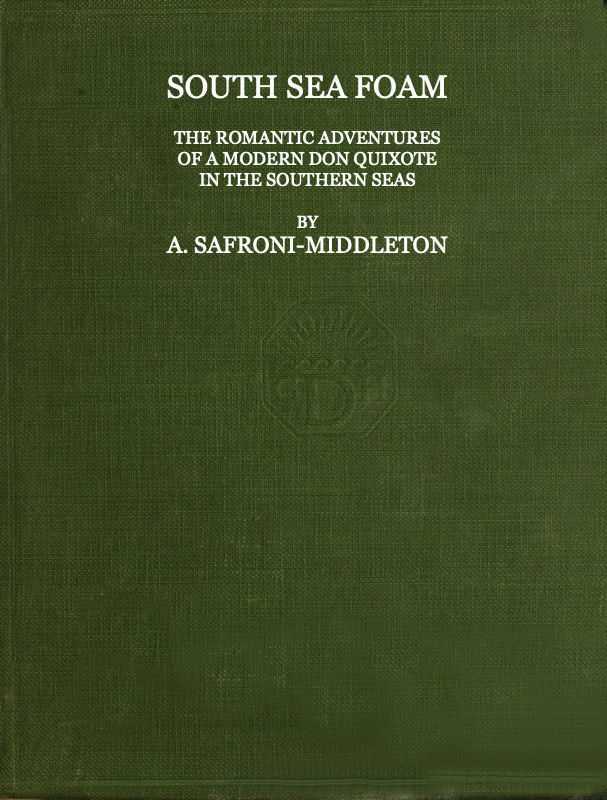 SOUTH SEA FOAM
THE ROMANTIC ADVENTURES
OF A MODERN DON QUIXOTE
IN THE SOUTHERN SEAS
BY
A. SAFRONI-MIDDLETON